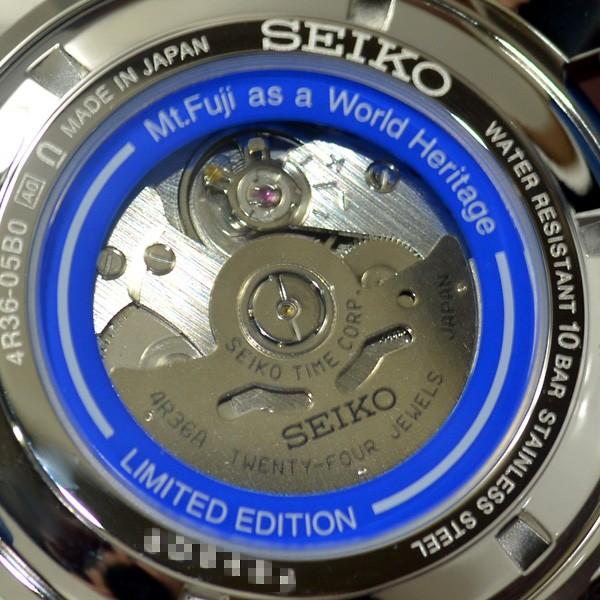 SEIKO
WATER RESISTANT 10 BAR STAINLESS STEEL
4R36-05B0 A0 MADE IN JAPAN
Mt.Fuji as a World Heritage
LIMITED EDITION
SEIKO TIME CORP.
SEIKO
4R36A TWENTY-FOUR JEWELS JAPAN